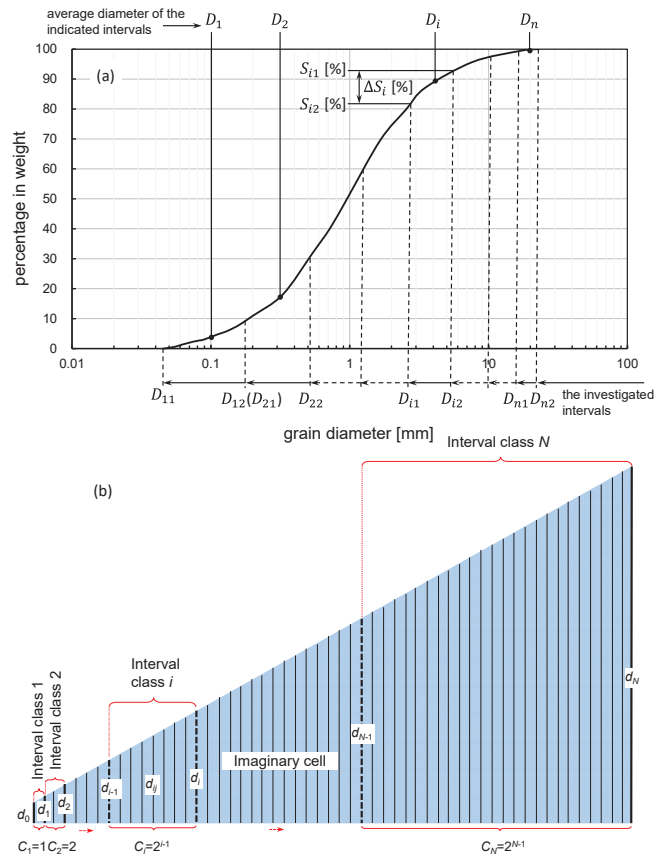 average diameter of the
indicated intervals
D₁
D₂
Dᵢ
Dₙ
100
90
80
70
60
50
40
30
20
10
0
percentage in weight
(a)
Sᵢ₁ [%]
ΔSᵢ [%]
Sᵢ₂ [%]
0.01
0.1
1
10
100
D₁₁
D₁₂(D₂₁)
D₂₂
Dᵢ₁
Dᵢ₂
Dₙ₁
Dₙ₂
the investigated
intervals
grain diameter [mm]
Interval class N
(b)
Interval class 1
Interval class 2
Interval
class i
Imaginary cell
d₀
d₁
d₂
dᵢ₋₁
dᵢⱼ
dᵢ
d_N-1
d_N
C₁=1
C₂=2
Cᵢ=2ⁱ⁻¹
C_N=2ᴺ⁻¹